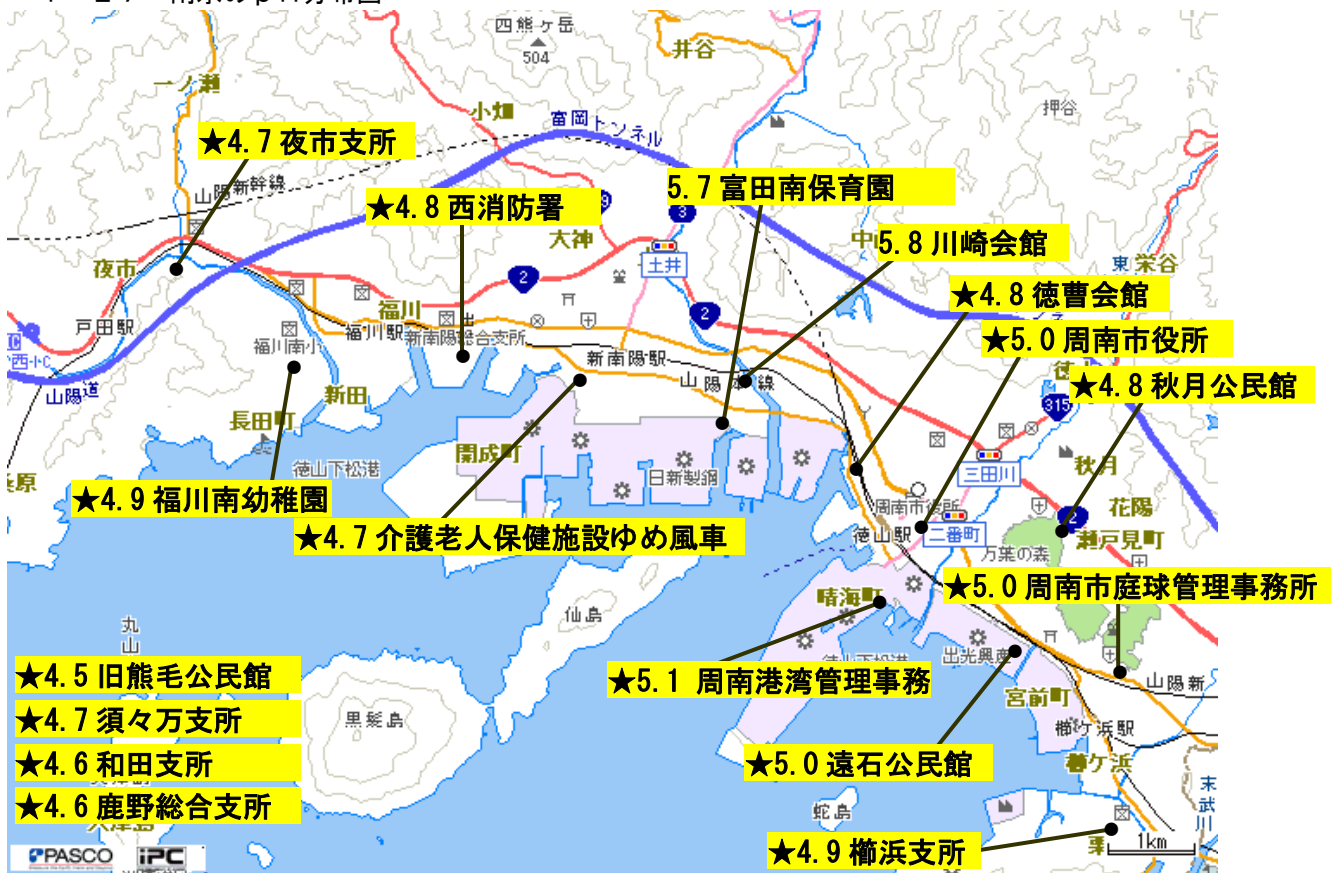 四熊ヶ岳
504
井谷
一ノ瀬
小畑
富岡トンネル
押谷
★4.7 夜市支所
山陽新幹線
5.7 富田南保育園
★4.8 西消防署
大神
3
土井
5.8 川崎会館
東
栄谷
夜市
2
★4.8 徳曹会館
戸田駅
福川
福川駅
新南陽総合支所
2
★5.0 周南市役所
福川南小
新南陽駅
山陽本線
★4.8 秋月公民館
山陽道
新田
315
長田町
開成町
徳山下松港
日新製鋼
三田川
秋月
★4.9 福川南幼稚園
周南市役所
花陽
★4.7 介護老人保健施設ゆめ風車
徳山駅
二番町
2
瀬戸見町
万葉の森
★5.0 周南市庭球管理事務所
晴海町
仙島
丸山
出光興産
★4.5 旧熊毛公民館
★5.1 周南港湾管理事務
山陽新
宮前町
★4.7 須々万支所
黒髪島
櫛ケ浜駅
★4.6 和田支所
★5.0 遠石公民館
末武川
★4.6 鹿野総合支所
蛇島
★4.9 櫛浜支所
1km
PASCO
iPC